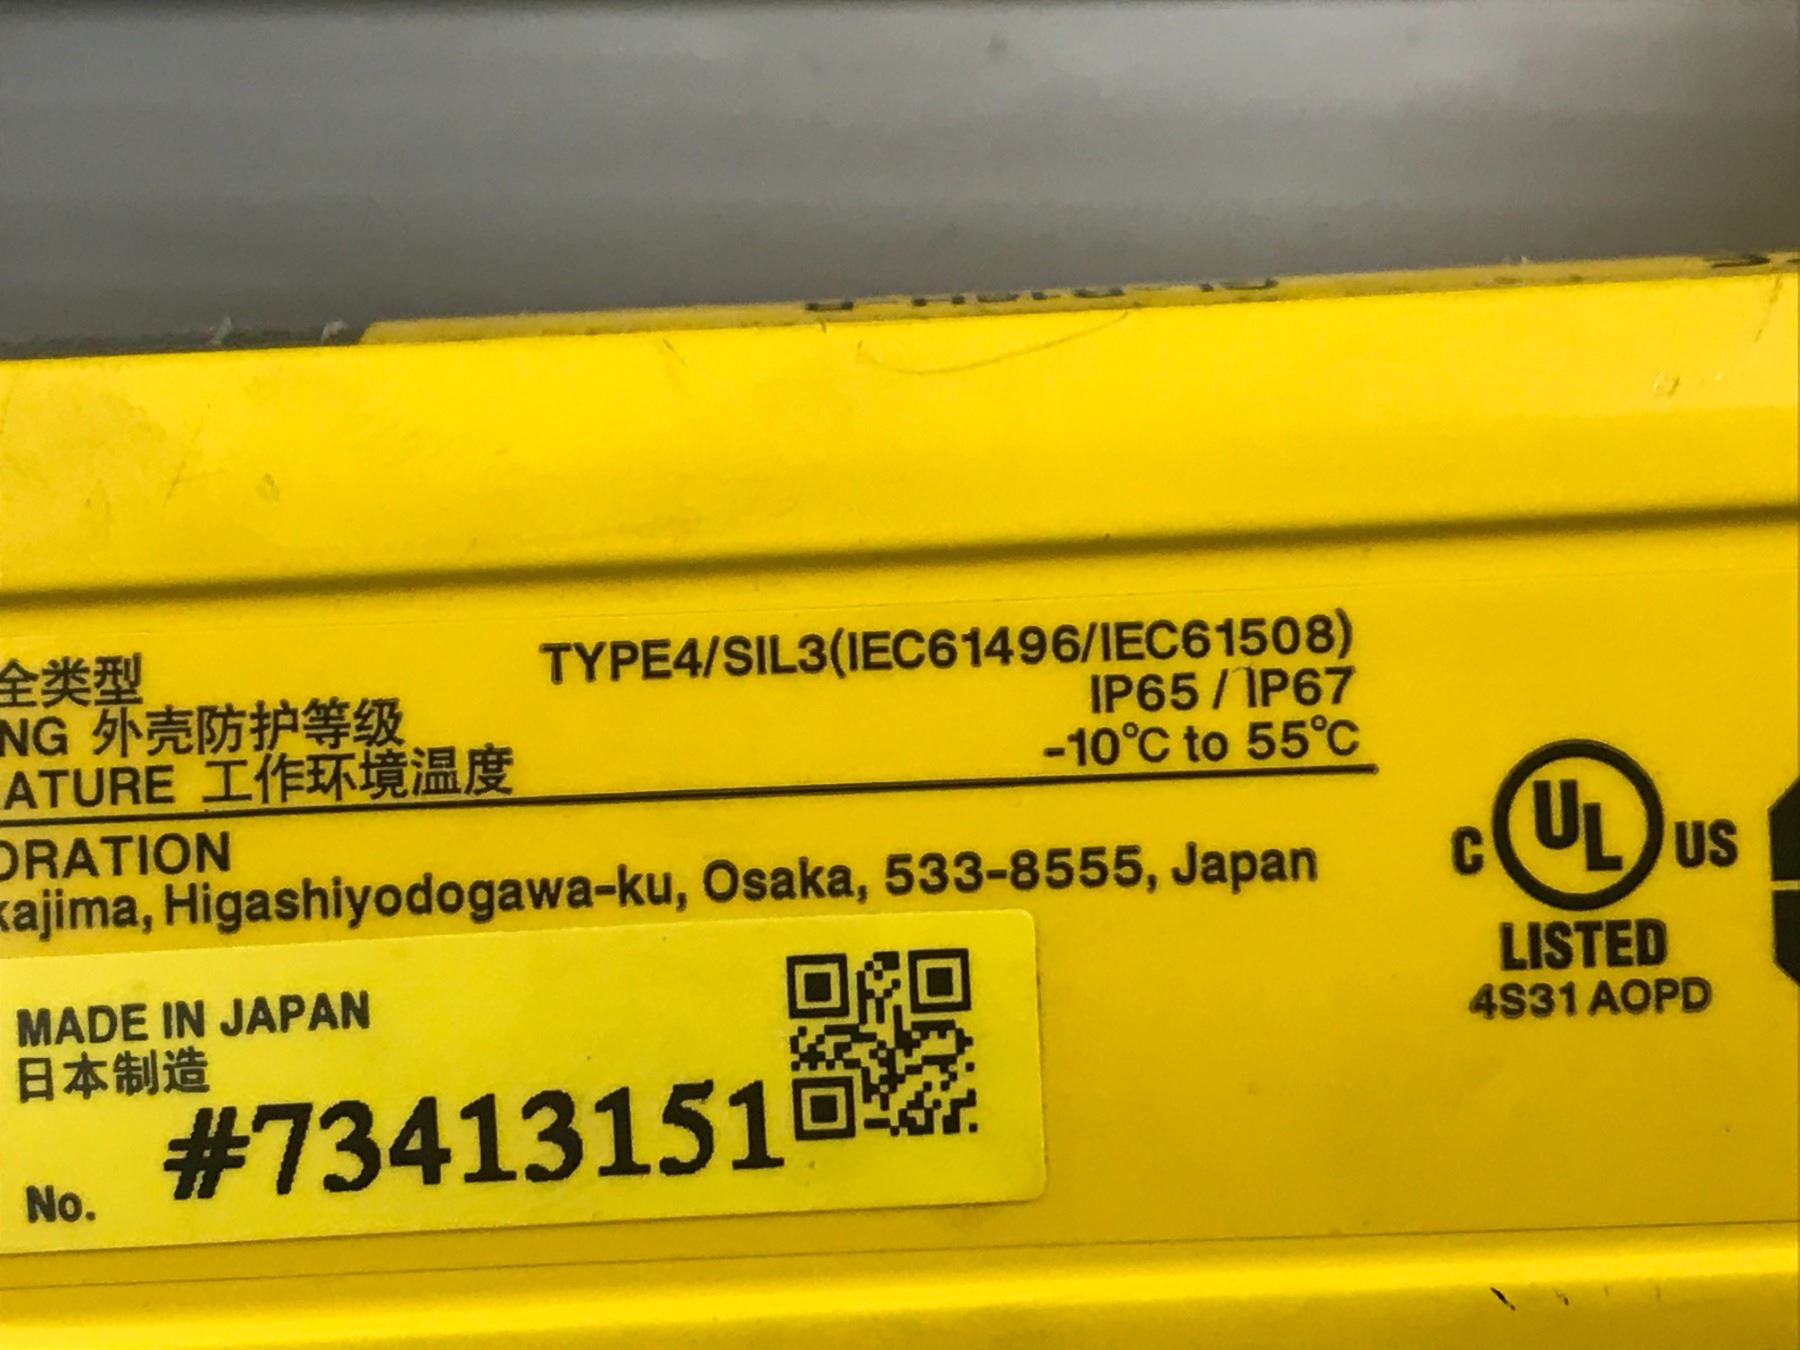 全类型 TYPE4/SIL3(IEC61496/IEC61508)
NG 外壳防护等级 IP65 / IP67
ATURE 工作环境温度 -10℃ to 55℃
ORATION
kajima, Higashiyodogawa-ku, Osaka, 533-8555, Japan
C UL US
LISTED
4S31 AOPD
MADE IN JAPAN
日本制造
No. #73413151